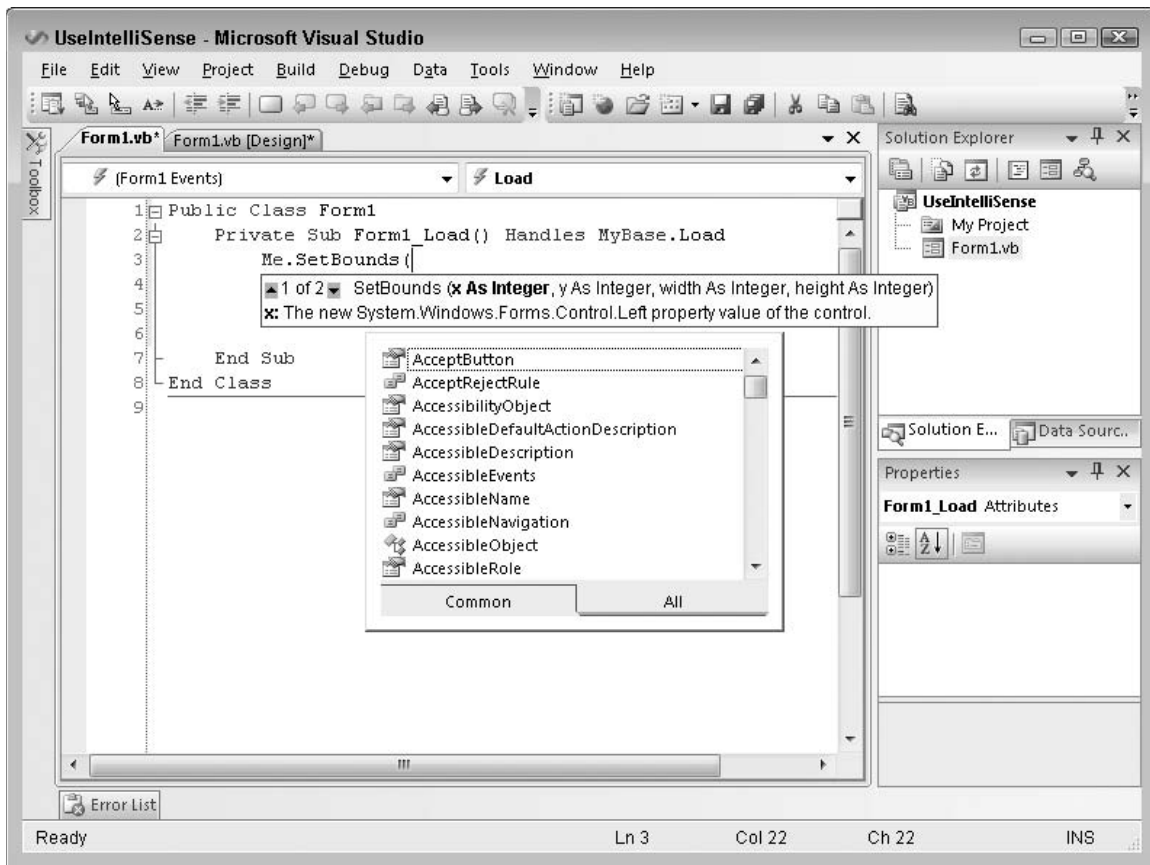 UseIntelliSense - Microsoft Visual Studio
File Edit View Project Build Debug Data Tools Window Help
Toolbox
Form1.vb* Form1.vb [Design]*
(Form1 Events) Load
1 Public Class Form1
2 Private Sub Form1_Load() Handles MyBase.Load
3 Me.SetBounds(
4
1 of 2 SetBounds (x As Integer, y As Integer, width As Integer, height As Integer)
5
x: The new System.Windows.Forms.Control.Left property value of the control.
6
7 End Sub
8 End Class
9
AcceptButton
AcceptRejectRule
AccessibilityObject
AccessibleDefaultActionDescription
AccessibleDescription
AccessibleEvents
AccessibleName
AccessibleNavigation
AccessibleObject
AccessibleRole
Common All
Solution Explorer
UseIntelliSense
My Project
Form1.vb
Solution E... Data Sourc..
Properties
Form1_Load Attributes
Error List
Ready Ln 3 Col 22 Ch 22 INS